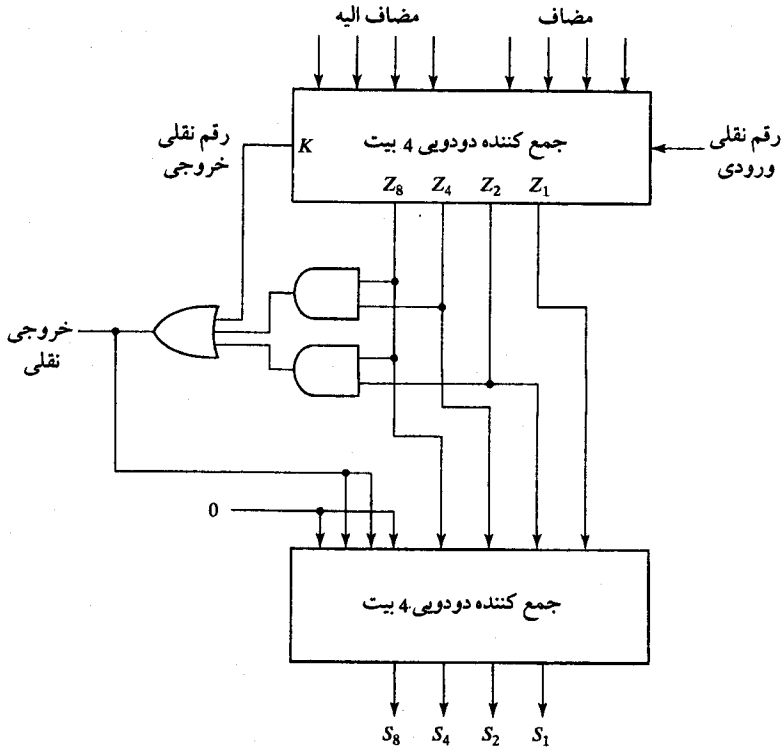 مضاف الیه
مضاف
رقم نقلی
خروجی
K
جمع کننده دودویی 4 بیت
رقم نقلی
ورودی
Z8 Z4 Z2 Z1
خروجی
نقلی
0
جمع کننده دودویی 4 بیت
S8 S4 S2 S1